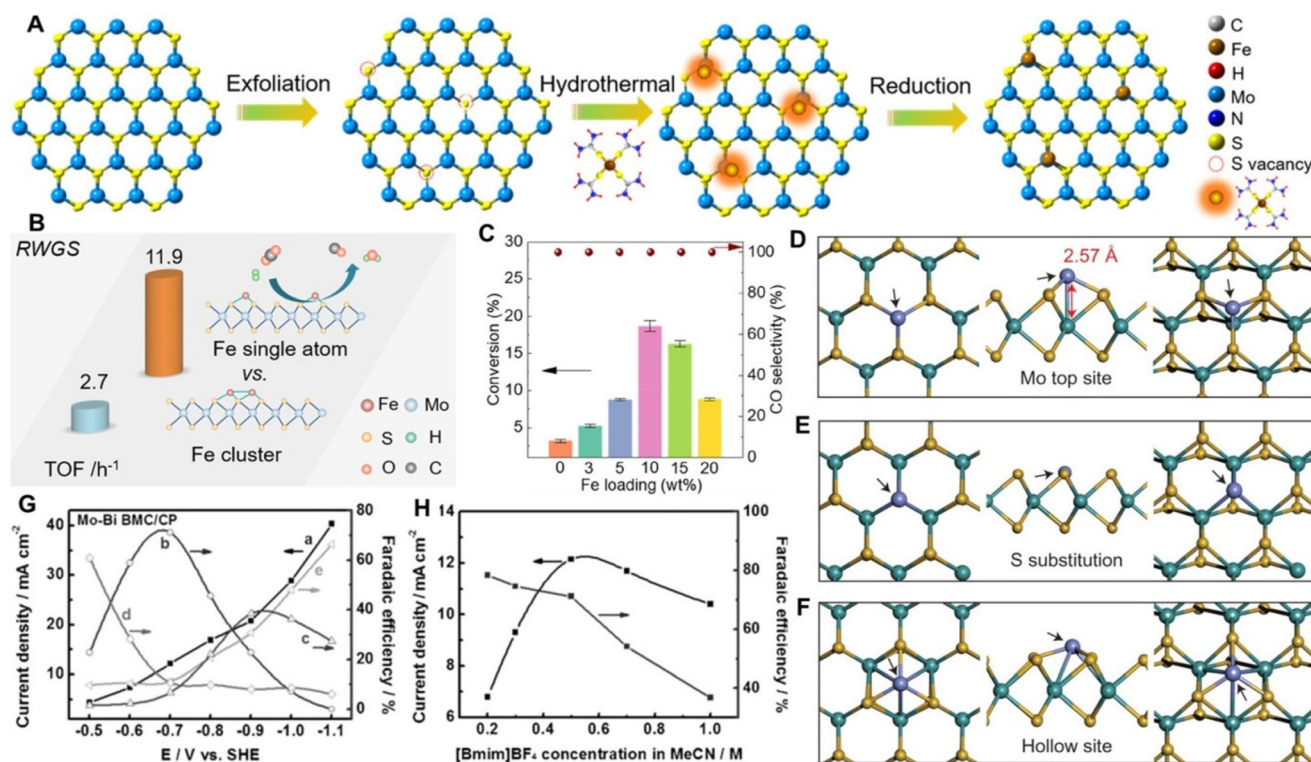 A
Exfoliation
Hydrothermal
Reduction
C
Fe
H
Mo
N
S
S vacancy
B
RWGS
11.9
2.7
TOF /h⁻¹
Fe single atom
vs.
Fe cluster
Fe
Mo
S
H
O
C
C
Conversion (%)
30
25
20
15
10
5
0 3 5 10 15 20
Fe loading (wt%)
100
80
60
40
20
0
CO selectivity (%)
D
2.57 Å
Mo top site
E
S substitution
F
Hollow site
G
Mo-Bi BMC/CP
Current density / mA cm⁻²
40
35
30
25
20
15
10
5
a
b
c
d
e
-0.5 -0.6 -0.7 -0.8 -0.9 -1.0 -1.1
E / V vs. SHE
80
60
40
20
0
Faradaic efficiency / %
H
Current density / mA cm⁻²
14
12
10
8
6
0.2 0.4 0.6 0.8 1.0
[Bmim]BF₄ concentration in MeCN / M
100
80
60
40
Faradaic efficiency / %